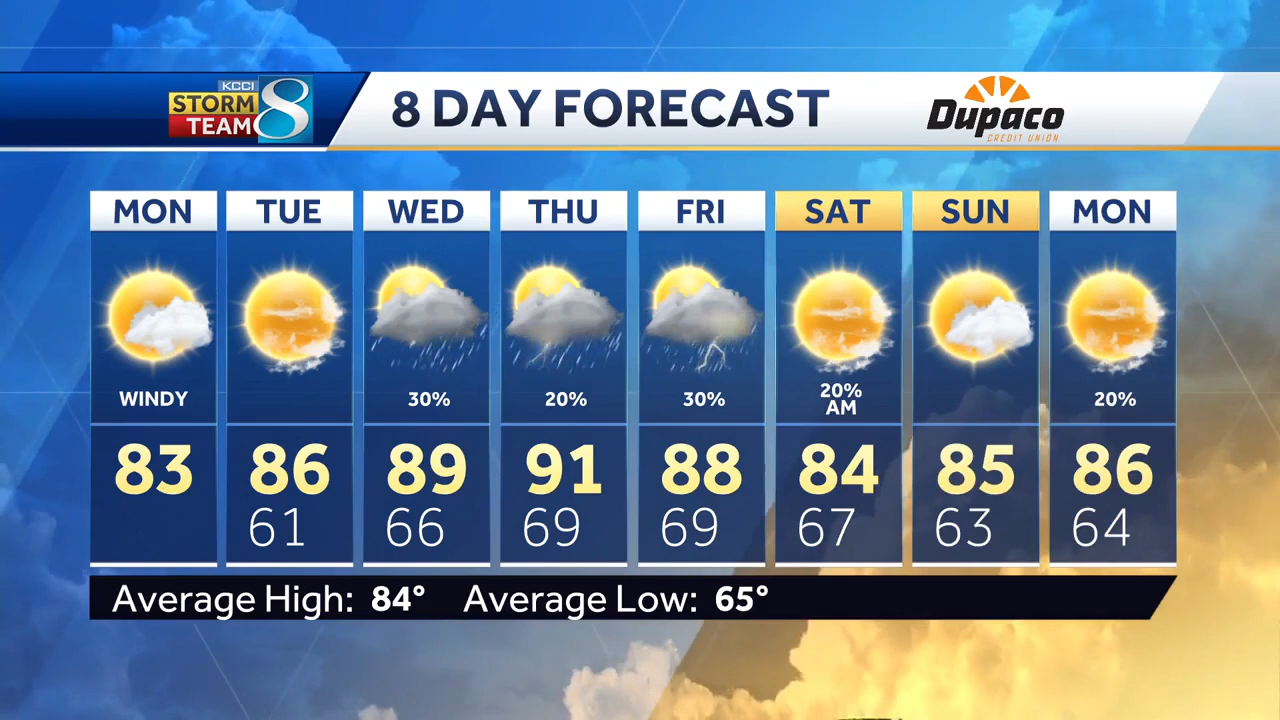 KCCI
STORM
TEAM 8
8 DAY FORECAST
Dupaco
CREDIT UNION
MON TUE WED THU FRI SAT SUN MON
WINDY 30% 20% 30% 20% AM 20%
83 86 89 91 88 84 85 86
61 66 69 69 67 63 64
Average High: 84° Average Low: 65°